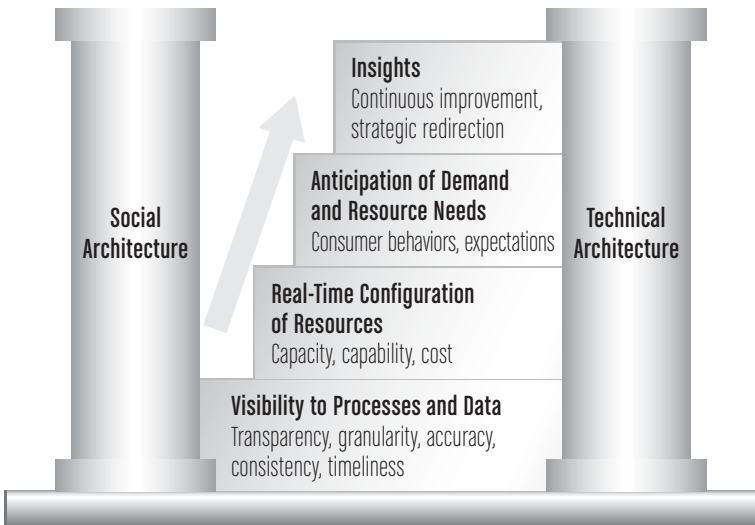 Social
Architecture
Insights
Continuous improvement,
strategic redirection
Anticipation of Demand
and Resource Needs
Consumer behaviors, expectations
Real-Time Configuration
of Resources
Capacity, capability, cost
Visibility to Processes and Data
Transparency, granularity, accuracy,
consistency, timeliness
Technical
Architecture